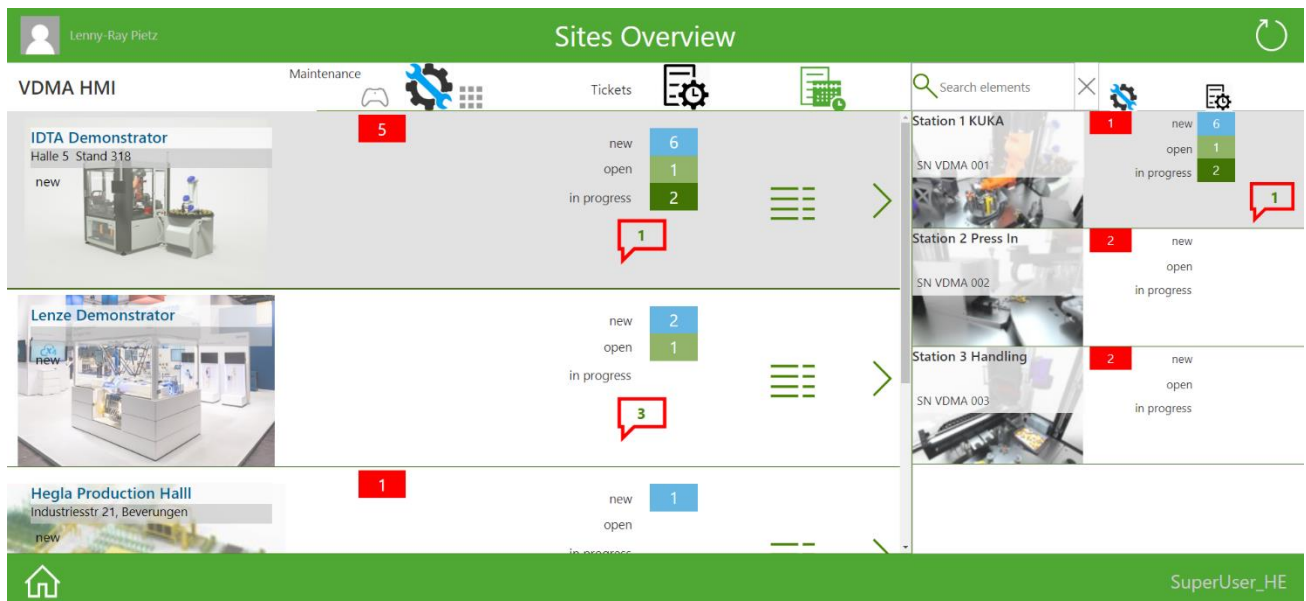 Lenny-Ray Pietz
Sites Overview
VDMA HMI
Maintenance
Tickets
Search elements
IDTA Demonstrator
Halle 5 Stand 318
new
5
new 6
open 1
in progress 2
1
Lenze Demonstrator
new
new 2
open 1
in progress
3
Hegla Production Halll
Industriesstr 21, Beverungen
new
1
new 1
open
in progress
Station 1 KUKA
SN VDMA 001
1
new 6
open 1
in progress 2
1
Station 2 Press In
SN VDMA 002
2
new
open
in progress
Station 3 Handling
SN VDMA 003
2
new
open
in progress
SuperUser_HE